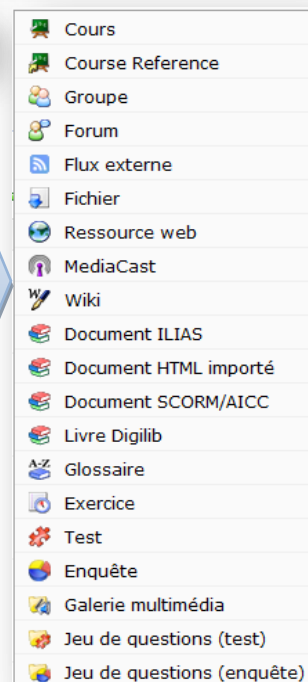 Cours
Course Reference
Groupe
Forum
Flux externe
Fichier
Ressource web
MediaCast
Wiki
Document ILIAS
Document HTML importé
Document SCORM/AICC
Livre Digilib
A-Z Glossaire
Exercice
Test
Enquête
Galerie multimédia
Jeu de questions (test)
Jeu de questions (enquête)